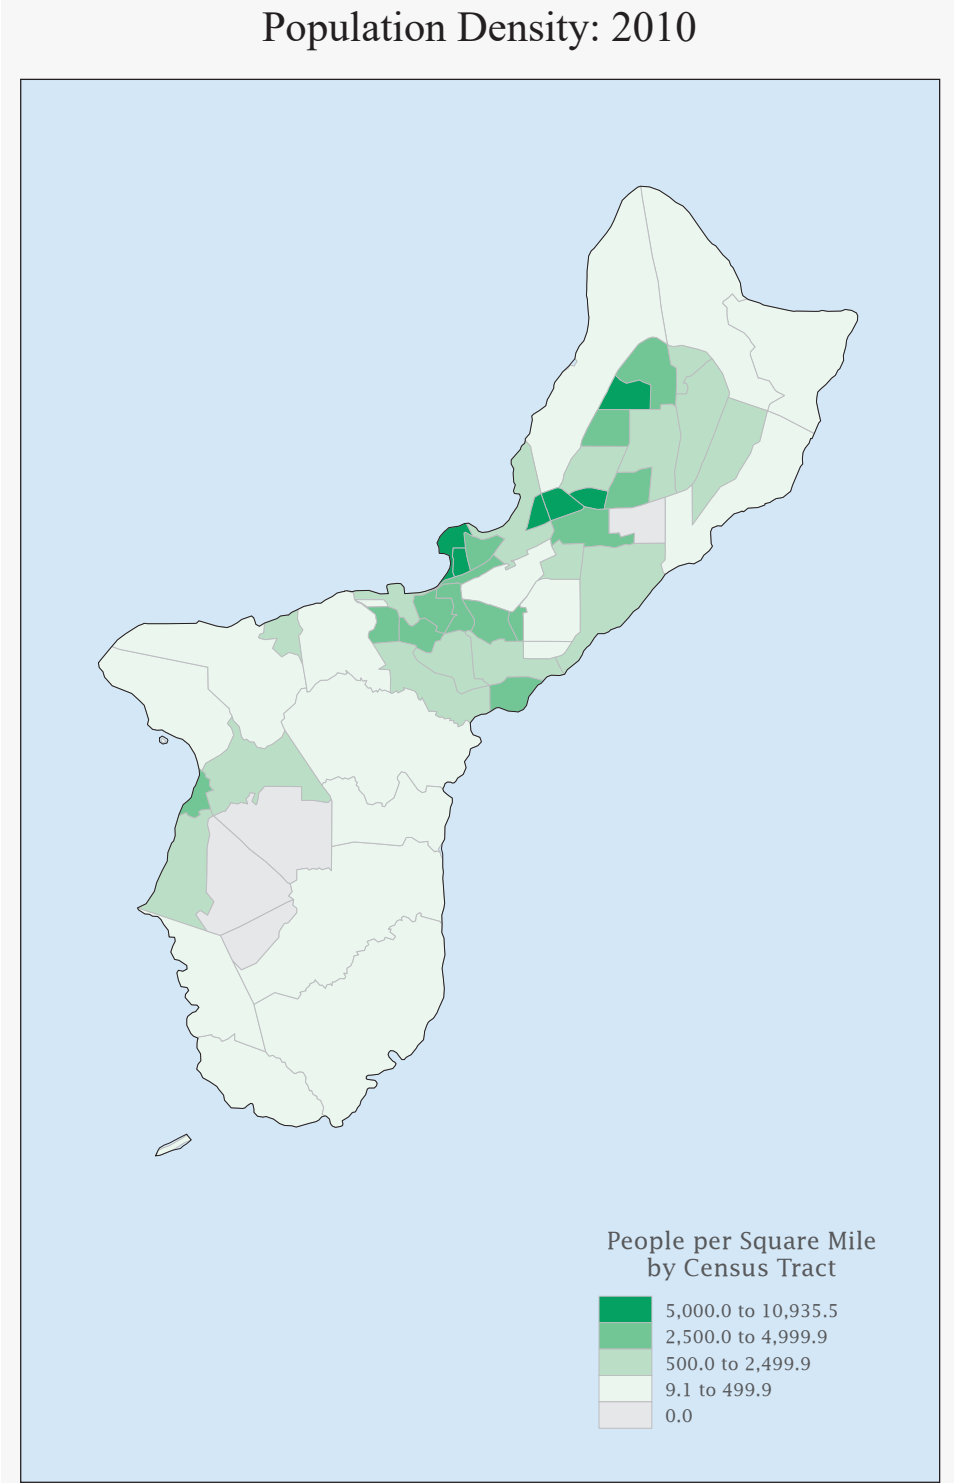 Population Density: 2010
People per Square Mile
by Census Tract
5,000.0 to 10,935.5
2,500.0 to 4,999.9
500.0 to 2,499.9
9.1 to 499.9
0.0